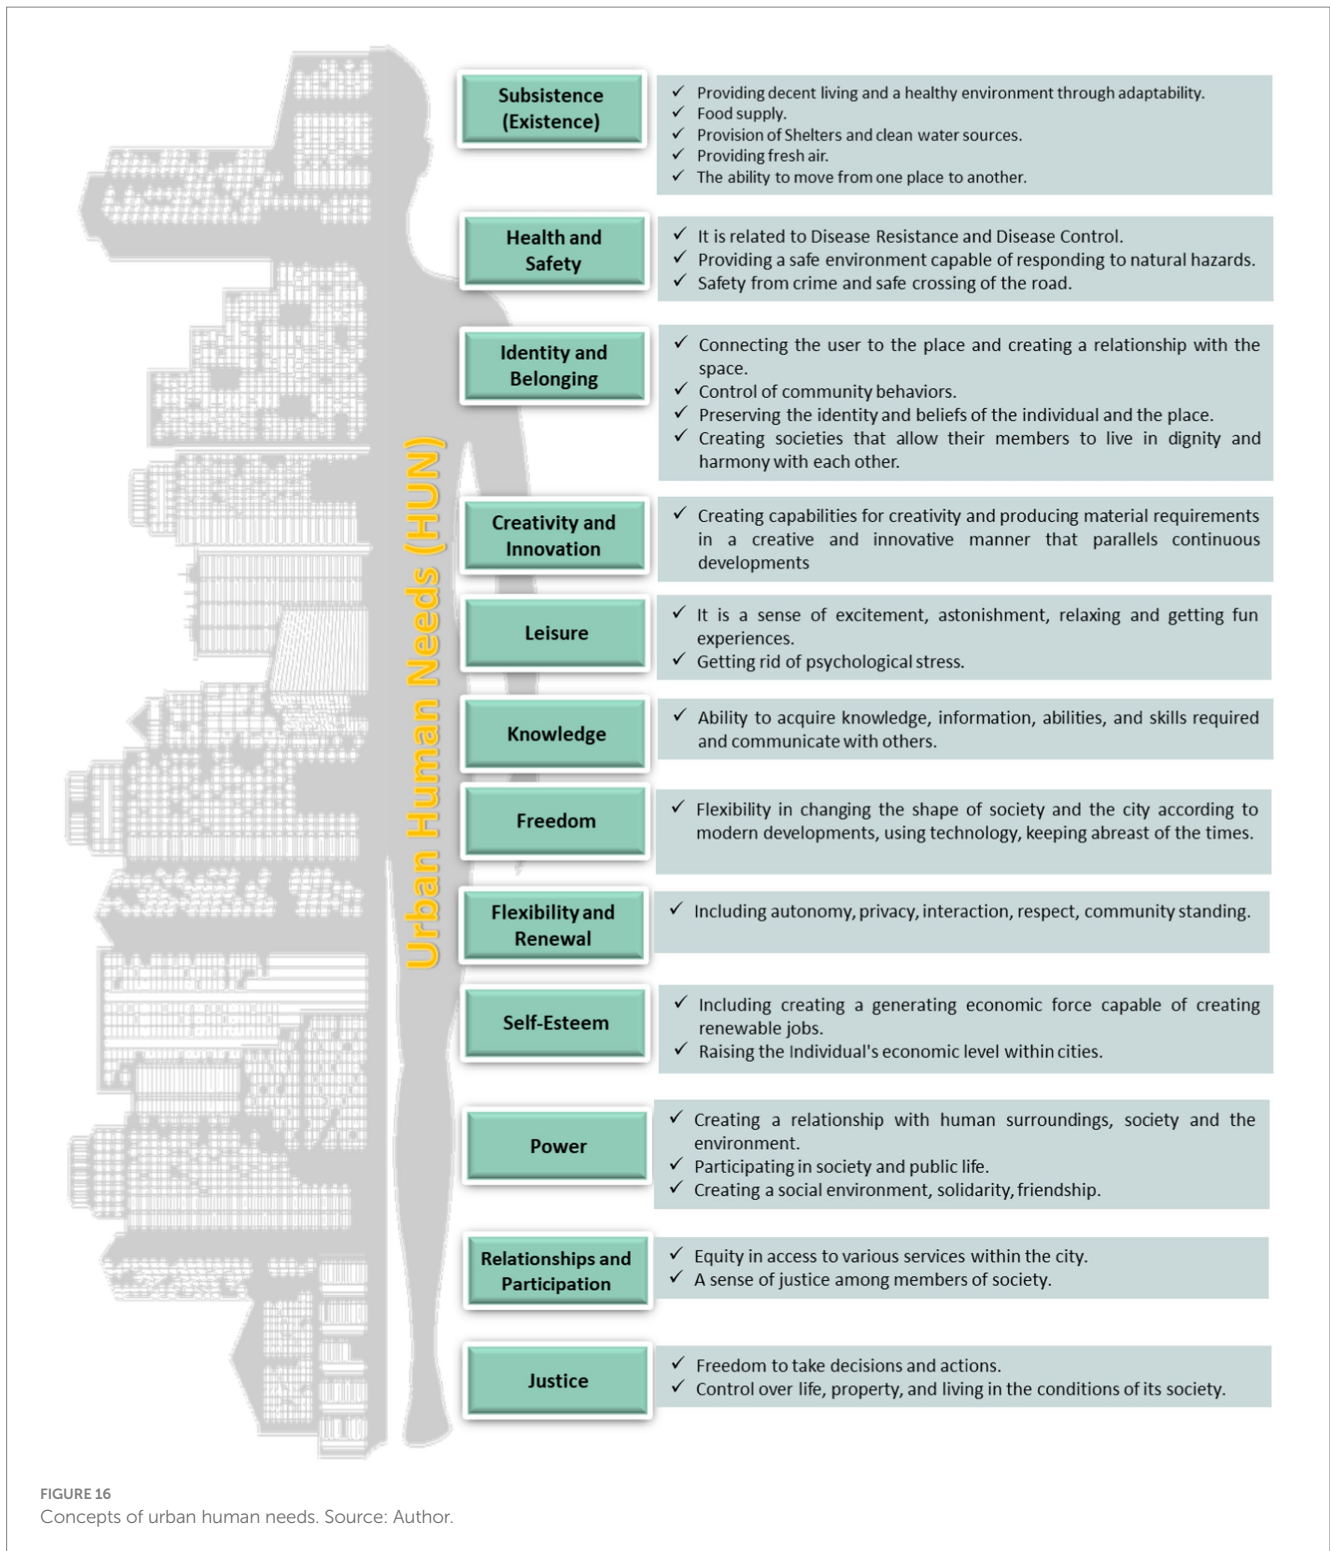 Subsistence
(Existence)
✓ Providing decent living and a healthy environment through adaptability.
✓ Food supply.
✓ Provision of Shelters and clean water sources.
✓ Providing fresh air.
✓ The ability to move from one place to another.
Health and
Safety
✓ It is related to Disease Resistance and Disease Control.
✓ Providing a safe environment capable of responding to natural hazards.
✓ Safety from crime and safe crossing of the road.
Identity and
Belonging
✓ Connecting the user to the place and creating a relationship with the
space.
✓ Control of community behaviors.
✓ Preserving the identity and beliefs of the individual and the place.
✓ Creating societies that allow their members to live in dignity and
harmony with each other.
Urban Human Needs (HUN)
Creativity and
Innovation
✓ Creating capabilities for creativity and producing material requirements
in a creative and innovative manner that parallels continuous
developments
Leisure
✓ It is a sense of excitement, astonishment, relaxing and getting fun
experiences.
✓ Getting rid of psychological stress.
Knowledge
✓ Ability to acquire knowledge, information, abilities, and skills required
and communicate with others.
Freedom
✓ Flexibility in changing the shape of society and the city according to
modern developments, using technology, keeping abreast of the times.
Flexibility and
Renewal
✓ Including autonomy, privacy, interaction, respect, community standing.
Self-Esteem
✓ Including creating a generating economic force capable of creating
renewable jobs.
✓ Raising the Individual's economic level within cities.
Power
✓ Creating a relationship with human surroundings, society and the
environment.
✓ Participating in society and public life.
✓ Creating a social environment, solidarity, friendship.
Relationships and
Participation
✓ Equity in access to various services within the city.
✓ A sense of justice among members of society.
Justice
✓ Freedom to take decisions and actions.
✓ Control over life, property, and living in the conditions of its society.
FIGURE 16
Concepts of urban human needs. Source: Author.